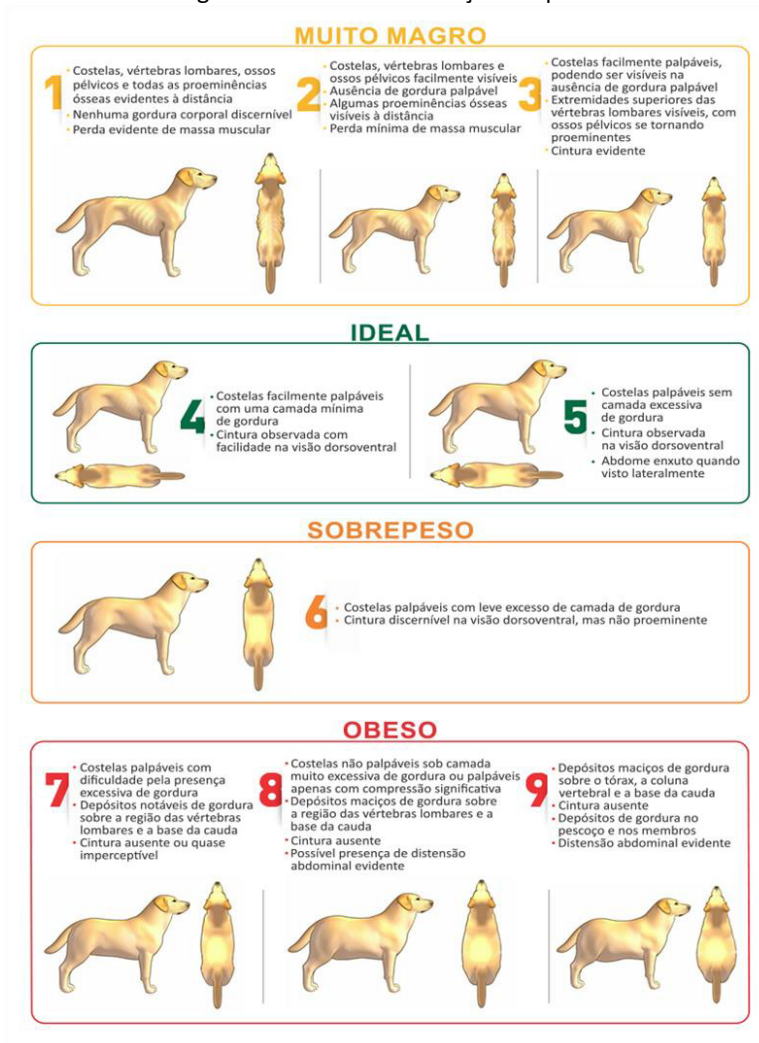 MUITO MAGRO
1
Costelas, vértebras lombares, ossos
pélvicos e todas as proeminências
ósseas evidentes à distância
Nenhuma gordura corporal discernível
Perda evidente de massa muscular
2
Costelas, vértebras lombares e
ossos pélvicos facilmente visíveis
Ausência de gordura palpável
Algumas proeminências ósseas
visíveis à distância
Perda mínima de massa muscular
3
Costelas facilmente palpáveis,
podendo ser visíveis na
ausência de gordura palpável
Extremidades superiores das
vértebras lombares visíveis, com
ossos pélvicos se tornando
proeminentes
Cintura evidente
IDEAL
4
Costelas facilmente palpáveis
com uma camada mínima
de gordura
Cintura observada com
facilidade na visão dorsoventral
5
Costelas palpáveis sem
camada excessiva
de gordura
Cintura observada
na visão dorsoventral
Abdome enxuto quando
visto lateralmente
SOBREPESO
6
Costelas palpáveis com leve excesso de camada de gordura
Cintura discernível na visão dorsoventral, mas não proeminente
OBESO
7
Costelas palpáveis com
dificuldade pela presença
excessiva de gordura
Depósitos notáveis de gordura
sobre a região das vértebras
lombares e a base da cauda
Cintura ausente ou quase
imperceptível
8
Costelas não palpáveis sob camada
muito excessiva de gordura ou palpáveis
apenas com compressão significativa
Depósitos maciços de gordura sobre
a região das vértebras lombares e a
base da cauda
Cintura ausente
Possível presença de distensão
abdominal evidente
9
Depósitos maciços de gordura
sobre o tórax, a coluna
vertebral e a base da cauda
Cintura ausente
Depósitos de gordura no
pescoço e nos membros
Distensão abdominal evidente